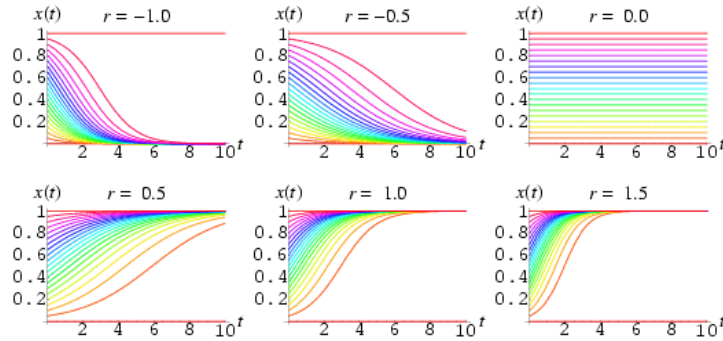 x(t) r = −1.0
1
0.8
0.6
0.4
0.2
2 4 6 8 10 t
x(t) r = −0.5
1
0.8
0.6
0.4
0.2
2 4 6 8 10 t
x(t) r = 0.0
1
0.8
0.6
0.4
0.2
2 4 6 8 10 t
x(t) r = 0.5
1
0.8
0.6
0.4
0.2
2 4 6 8 10 t
x(t) r = 1.0
1
0.8
0.6
0.4
0.2
2 4 6 8 10 t
x(t) r = 1.5
1
0.8
0.6
0.4
0.2
2 4 6 8 10 t